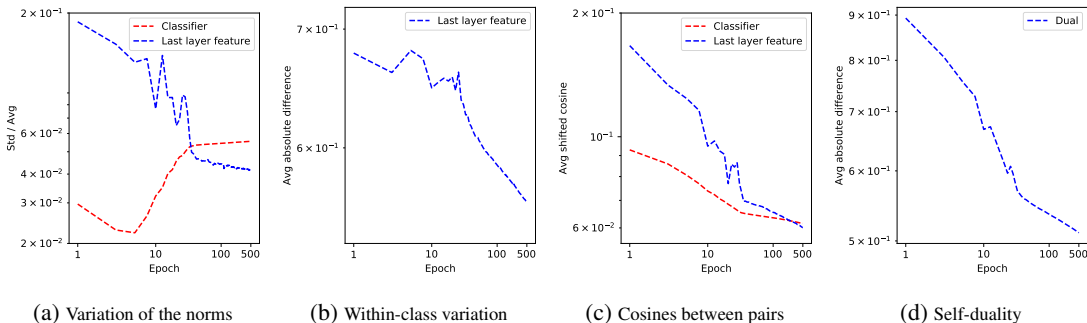 2 × 10⁻¹
Classifier
Last layer feature
Std / Avg
6 × 10⁻²
4 × 10⁻²
3 × 10⁻²
2 × 10⁻²
1 10 100 500
Epoch
(a) Variation of the norms
Last layer feature
7 × 10⁻¹
Avg absolute difference
6 × 10⁻¹
1 10 100 500
Epoch
(b) Within-class variation
Classifier
Last layer feature
Avg shifted cosine
10⁻¹
6 × 10⁻²
1 10 100 500
Epoch
(c) Cosines between pairs
9 × 10⁻¹
Dual
8 × 10⁻¹
Avg absolute difference
7 × 10⁻¹
6 × 10⁻¹
5 × 10⁻¹
1 10 100 500
Epoch
(d) Self-duality